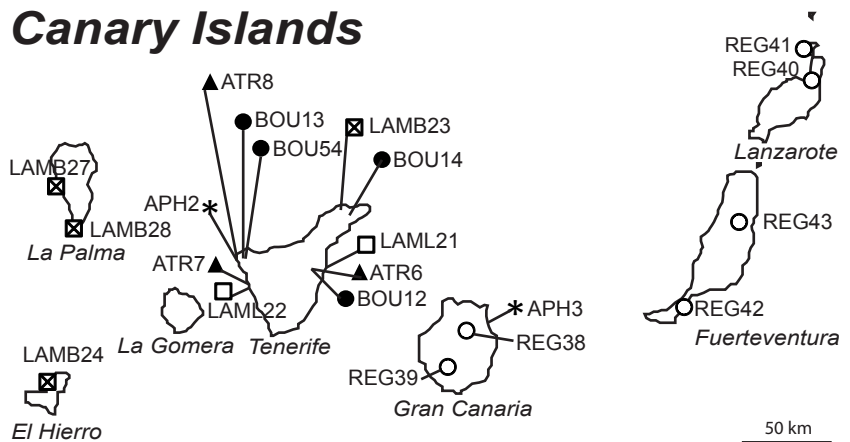 Canary Islands
ATR8
BOU13
BOU54
LAMB23
BOU14
REG41
REG40
Lanzarote
LAMB27
LAMB28
La Palma
APH2
ATR7
LAML22
LAML21
ATR6
BOU12
REG43
REG42
Fuerteventura
La Gomera
Tenerife
APH3
REG38
REG39
Gran Canaria
LAMB24
El Hierro
50 km